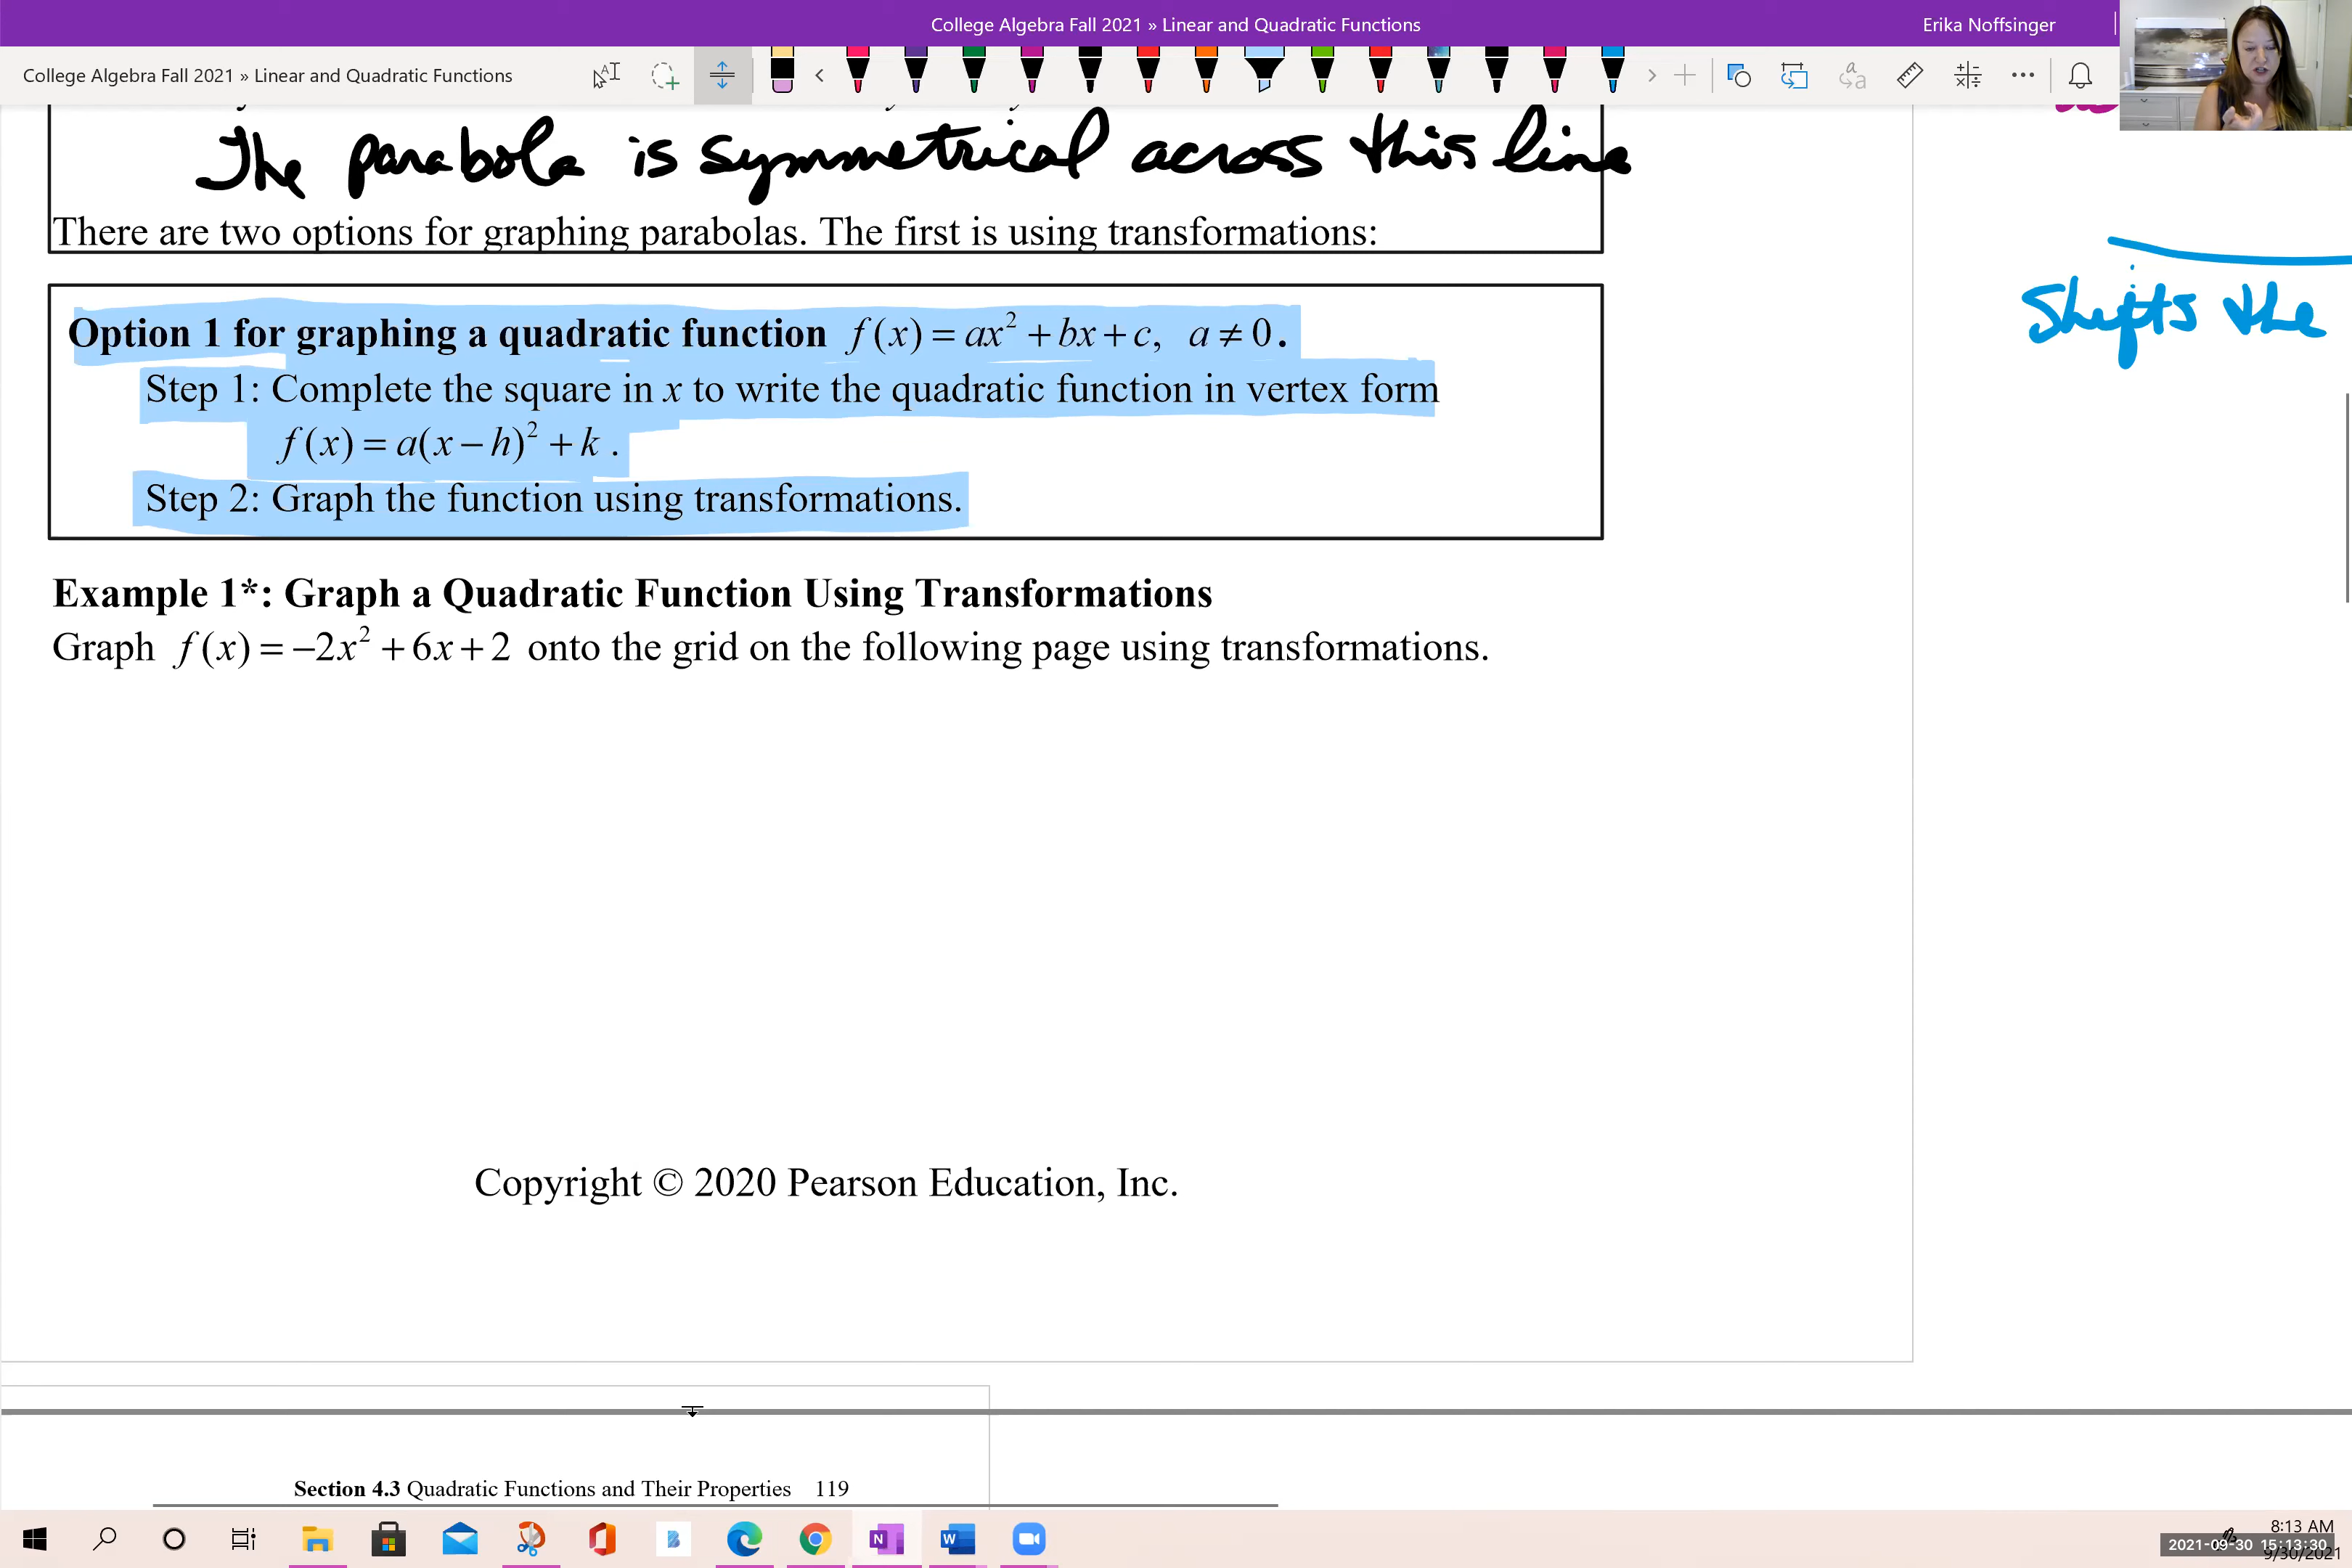 College Algebra Fall 2021 » Linear and Quadratic Functions
Erika Noffsinger
College Algebra Fall 2021 » Linear and Quadratic Functions
The parabola is symmetrical across this line
There are two options for graphing parabolas. The first is using transformations:
Shifts the
Option 1 for graphing a quadratic function f(x) = ax² + bx + c, a ≠ 0.
Step 1: Complete the square in x to write the quadratic function in vertex form
f(x) = a(x − h)² + k .
Step 2: Graph the function using transformations.
Example 1*: Graph a Quadratic Function Using Transformations
Graph f(x) = −2x² + 6x + 2 onto the grid on the following page using transformations.
Copyright © 2020 Pearson Education, Inc.
Section 4.3 Quadratic Functions and Their Properties 119
8:13 AM
2021-09-30 15:13:30
9/30/2021